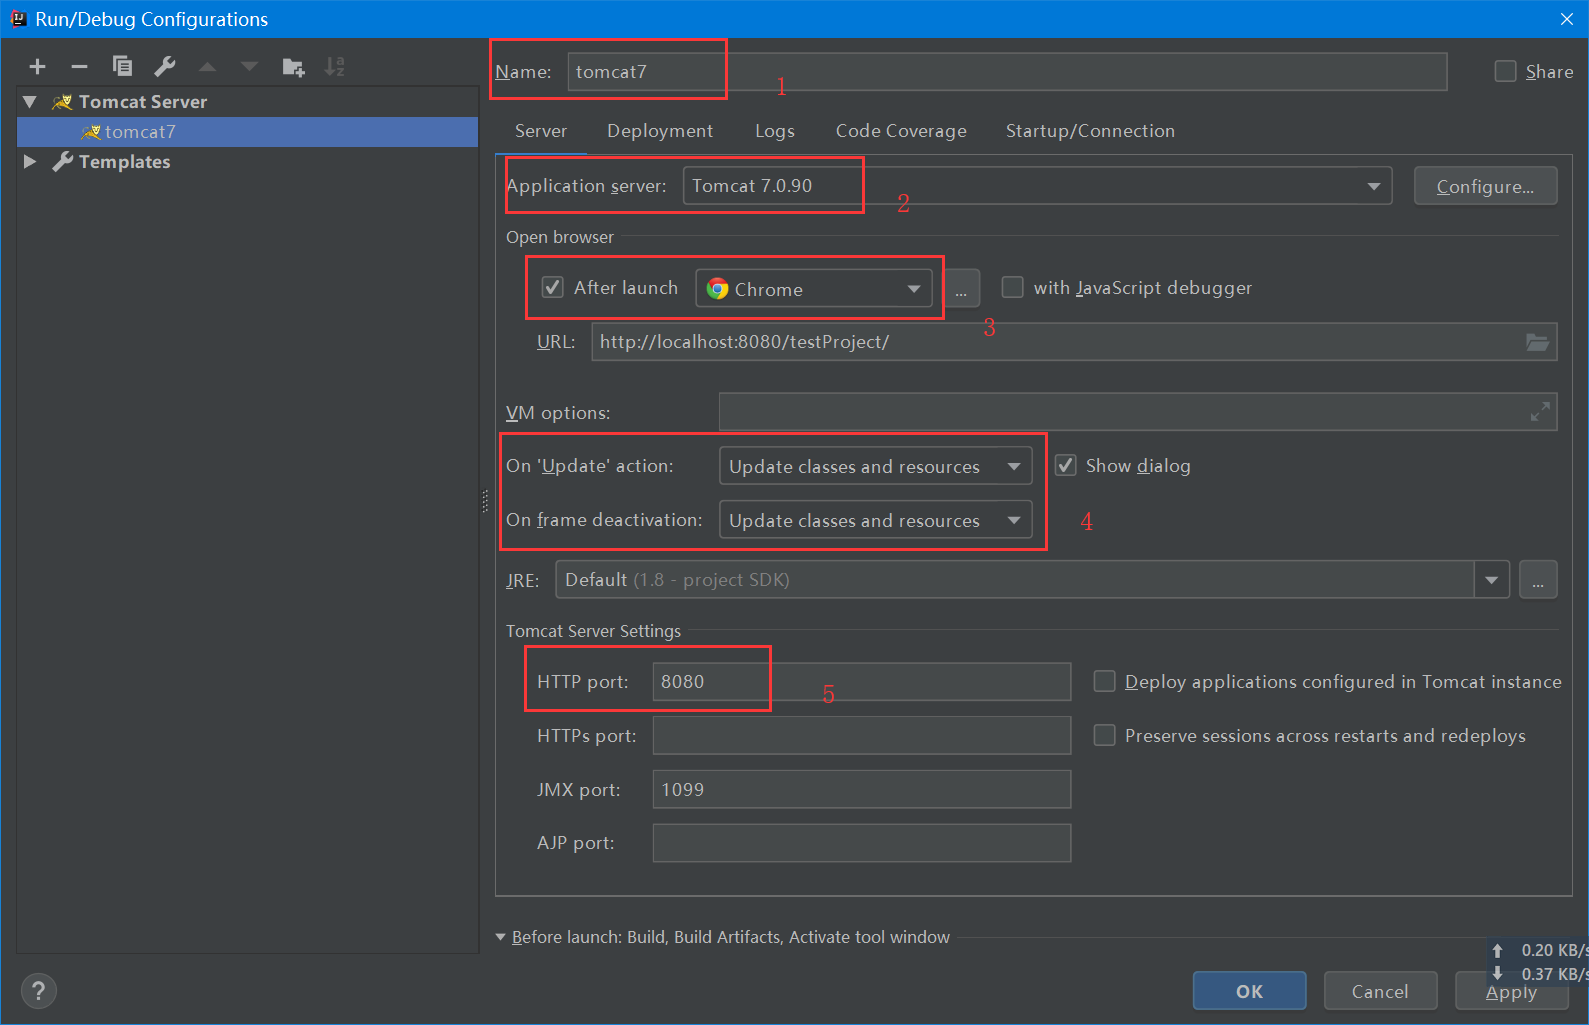 Run/Debug Configurations
Tomcat Server
tomcat7
Templates
Name: tomcat7
1
Share
Server Deployment Logs Code Coverage Startup/Connection
Application server: Tomcat 7.0.90
2
Configure...
Open browser
After launch Chrome ... with JavaScript debugger
3
URL: http://localhost:8080/testProject/
VM options:
On 'Update' action: Update classes and resources Show dialog
On frame deactivation: Update classes and resources
4
JRE: Default (1.8 - project SDK) ...
Tomcat Server Settings
HTTP port: 8080
5
Deploy applications configured in Tomcat instance
HTTPs port:
Preserve sessions across restarts and redeploys
JMX port: 1099
AJP port:
Before launch: Build, Build Artifacts, Activate tool window
0.20 KB/s
0.37 KB/s
?
OK Cancel Apply